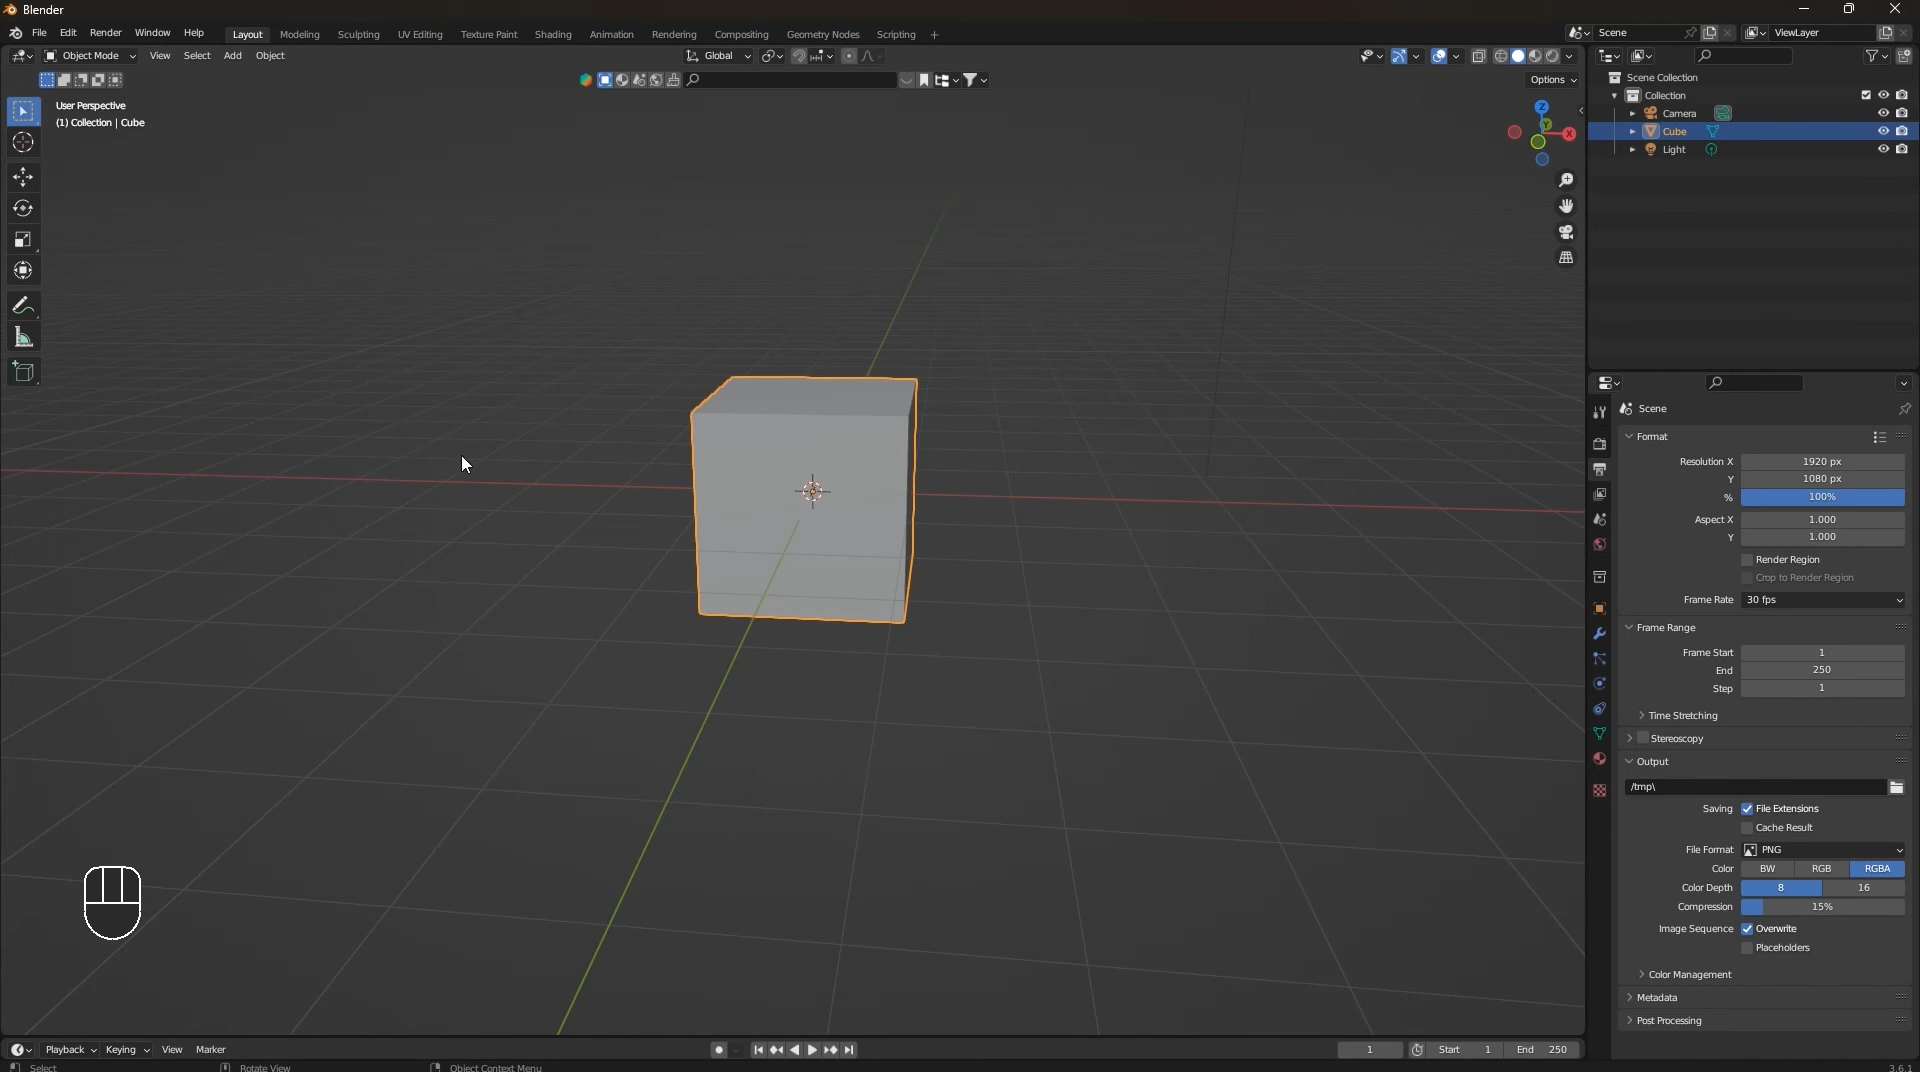 Blender
File Edit Render Window Help Layout Modeling Sculpting UV Editing Texture Paint Shading Animation Rendering Compositing Geometry Nodes Scripting + Scene ViewLayer
Object Mode View Select Add Object Global
Options
User Perspective
(1) Collection | Cube
Z
Y
X
Scene Collection
Collection
Camera
Cube
Light
Scene
Format
Resolution X 1920 px
Y 1080 px
% 100%
Aspect X 1.000
Y 1.000
Render Region
Crop to Render Region
Frame Rate 30 fps
Frame Range
Frame Start 1
End 250
Step 1
Time Stretching
Stereoscopy
Output
/tmp\
Saving File Extensions
Cache Result
File Format PNG
Color BW RGB RGBA
Color Depth 8 16
Compression 15%
Image Sequence Overwrite
Placeholders
Color Management
Metadata
Post Processing
Playback Keying View Marker 1 Start 1 End 250
Select Rotate View Object Context Menu 3.6.1